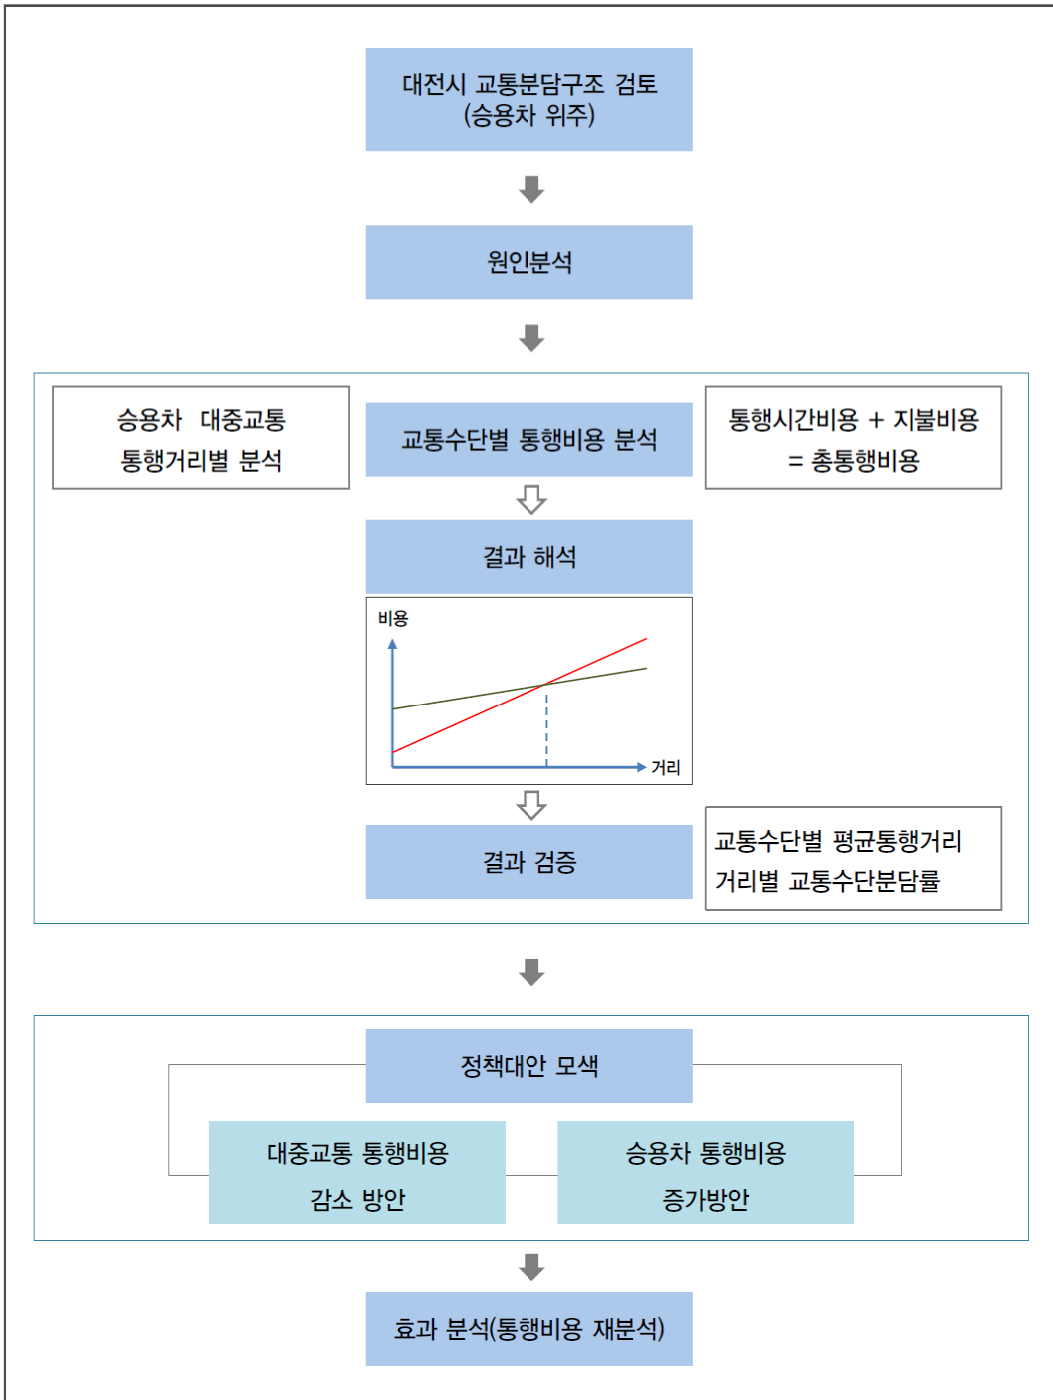 대전시 교통분담구조 검토
(승용차 위주)
원인분석
승용차 대중교통
통행거리별 분석
교통수단별 통행비용 분석
통행시간비용 + 지불비용
= 총통행비용
결과 해석
비용
거리
결과 검증
교통수단별 평균통행거리
거리별 교통수단분담률
정책대안 모색
대중교통 통행비용
감소 방안
승용차 통행비용
증가방안
효과 분석(통행비용 재분석)